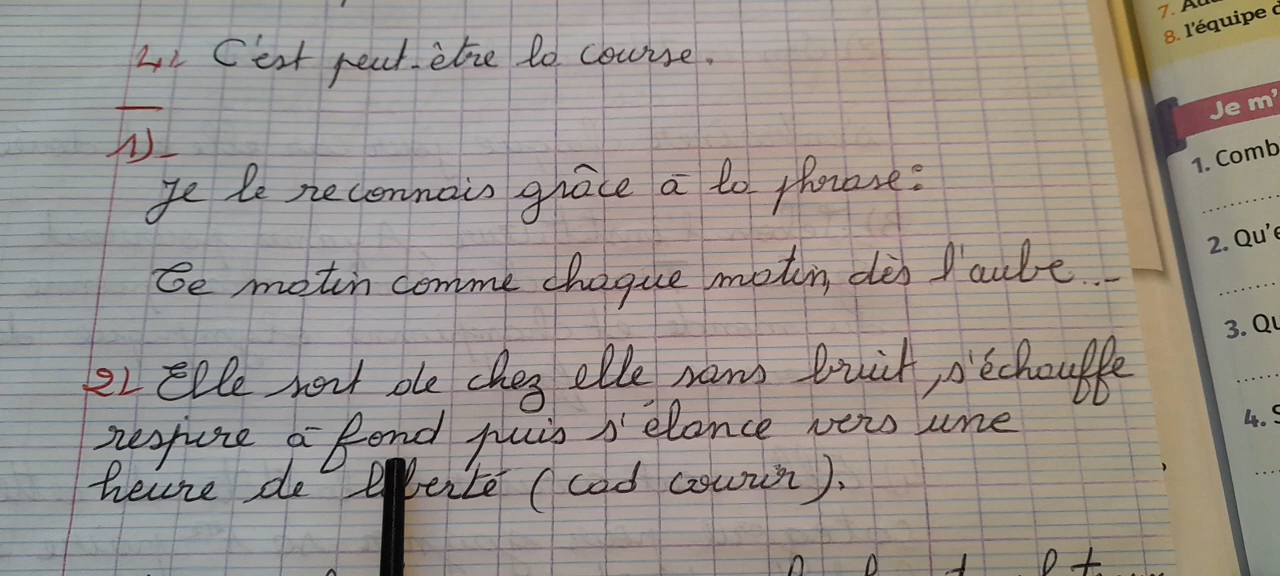 4) C'est peut-être la course.
1)-
Je le reconnais grâce à la phrase:
Ce matin comme chaque matin, dès l'aube...
2) Elle sort de chez elle sans bruit, s'échauffe
respire à fond puis s'élance vers une
heure de liberté (cad courir).
7.
8. l'équipe
Je m'
1. Comb
2. Qu'e
3. Qu
4. S